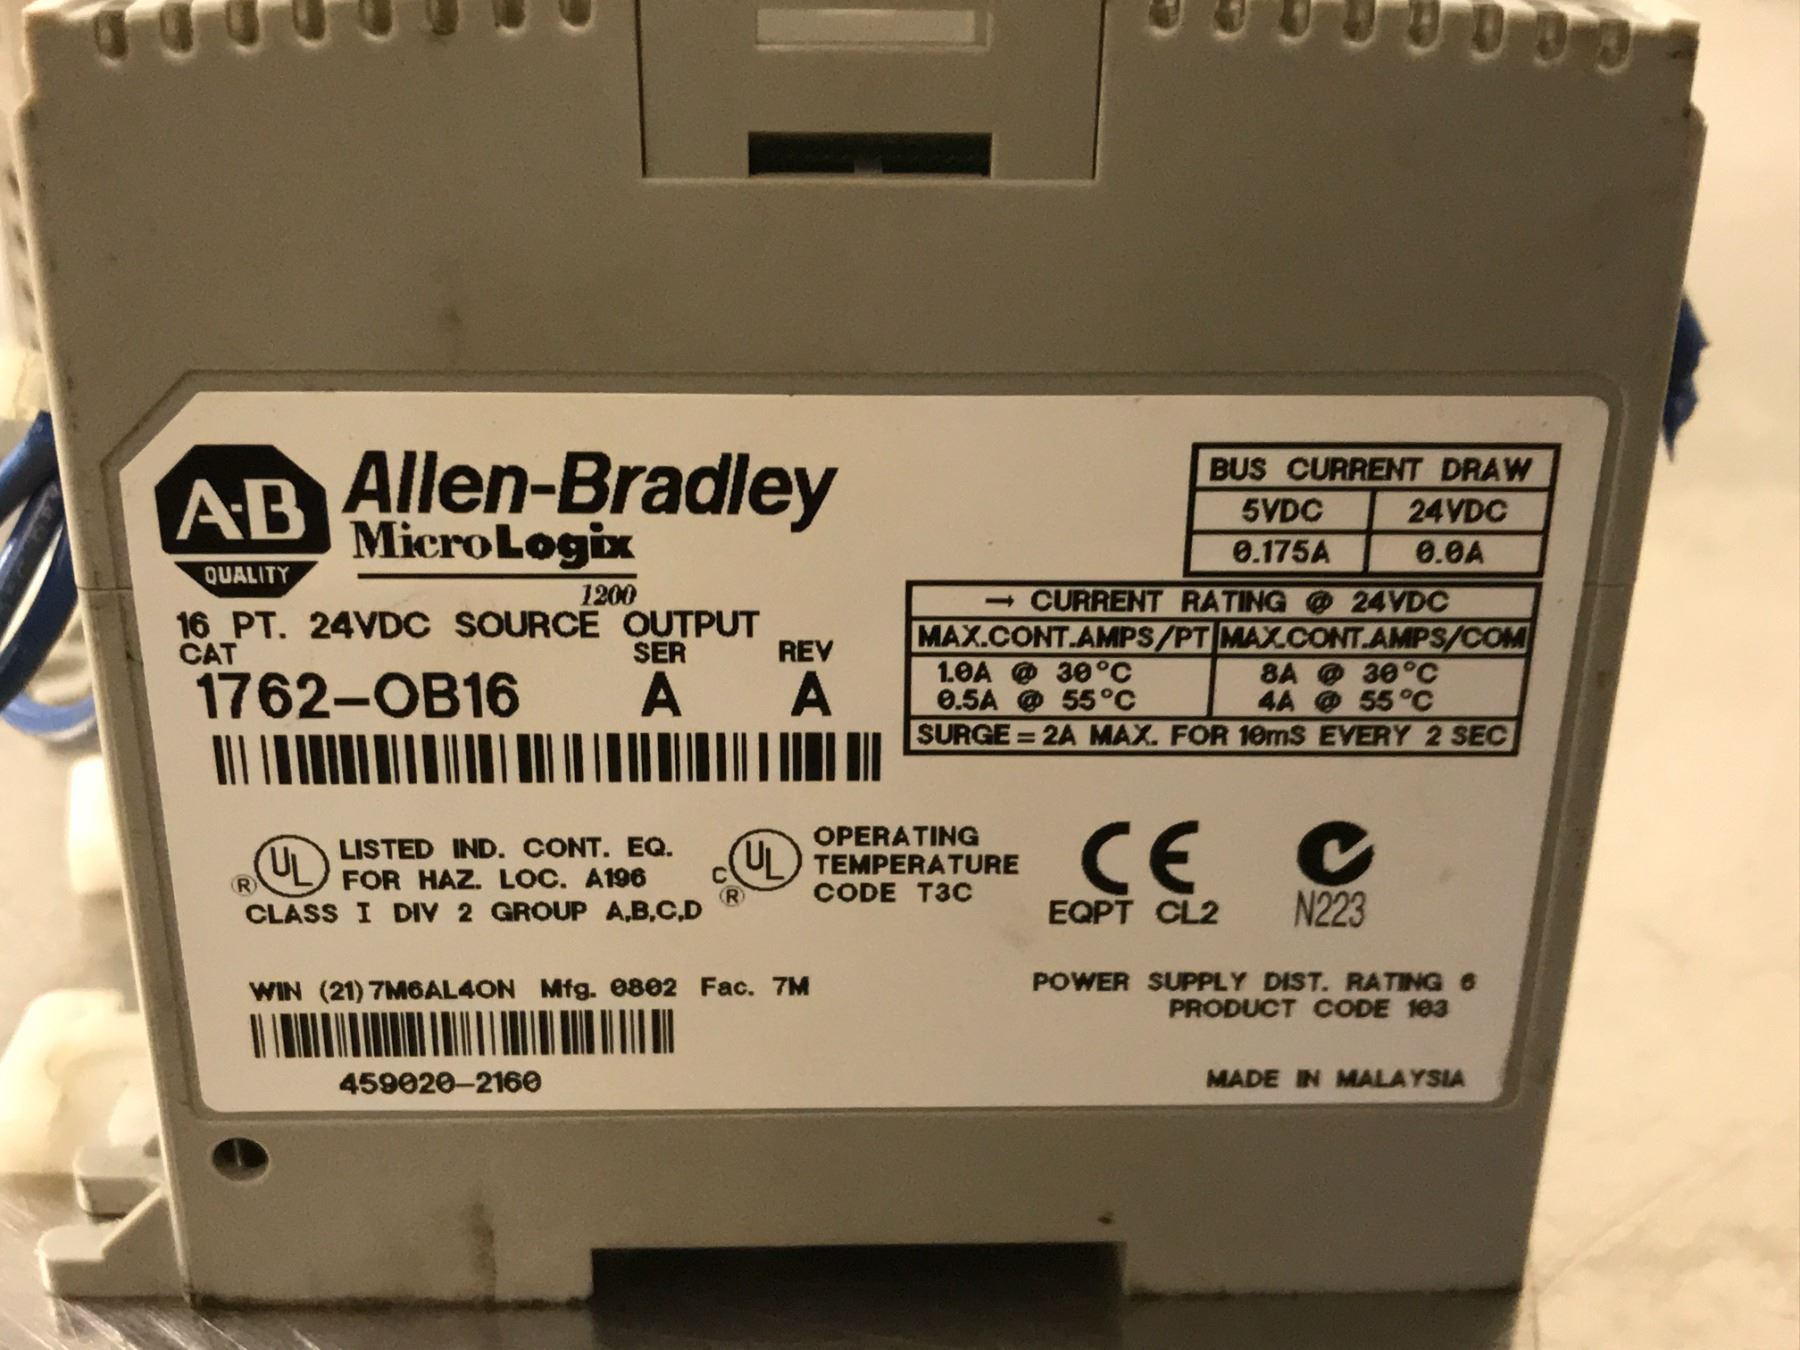 A-B
QUALITY
Allen-Bradley
MicroLogix
1200
16 PT. 24VDC SOURCE OUTPUT
CAT SER REV
1762-OB16 A A
BUS CURRENT DRAW
5VDC 24VDC
0.175A 0.0A
→ CURRENT RATING @ 24VDC
MAX.CONT.AMPS/PT MAX.CONT.AMPS/COM
1.0A @ 30°C 8A @ 30°C
0.5A @ 55°C 4A @ 55°C
SURGE = 2A MAX. FOR 10mS EVERY 2 SEC
UL ®
LISTED IND. CONT. EQ.
FOR HAZ. LOC. A196
CLASS I DIV 2 GROUP A,B,C,D
C UL ®
OPERATING
TEMPERATURE
CODE T3C
CE
EQPT CL2
N223
WIN (21) 7M6AL4ON Mfg. 0802 Fac. 7M
459020-2160
POWER SUPPLY DIST. RATING 6
PRODUCT CODE 103
MADE IN MALAYSIA